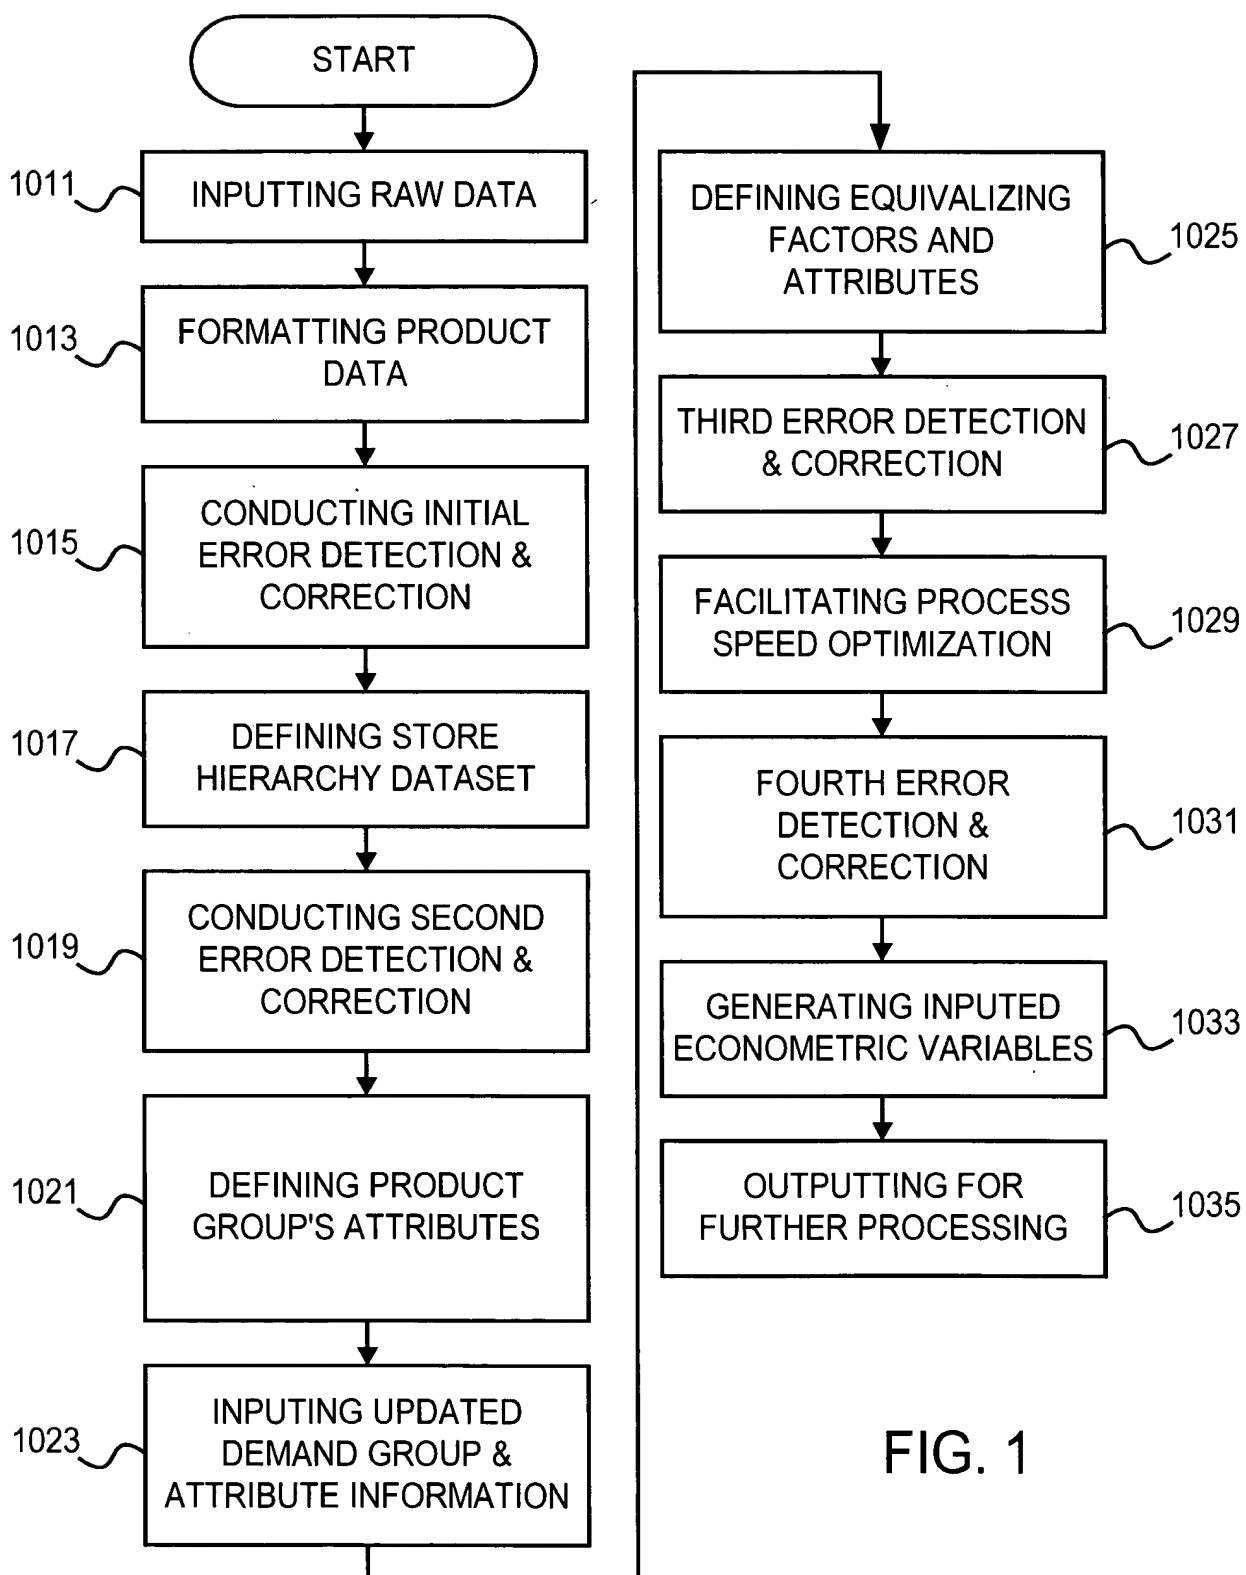 START
1011
INPUTTING RAW DATA
1013
FORMATTING PRODUCT
DATA
1015
CONDUCTING INITIAL
ERROR DETECTION &
CORRECTION
1017
DEFINING STORE
HIERARCHY DATASET
1019
CONDUCTING SECOND
ERROR DETECTION &
CORRECTION
1021
DEFINING PRODUCT
GROUP'S ATTRIBUTES
1023
INPUTING UPDATED
DEMAND GROUP &
ATTRIBUTE INFORMATION
DEFINING EQUIVALIZING
FACTORS AND
ATTRIBUTES
1025
THIRD ERROR DETECTION
& CORRECTION
1027
FACILITATING PROCESS
SPEED OPTIMIZATION
1029
FOURTH ERROR
DETECTION &
CORRECTION
1031
GENERATING INPUTED
ECONOMETRIC VARIABLES
1033
OUTPUTTING FOR
FURTHER PROCESSING
1035
FIG. 1